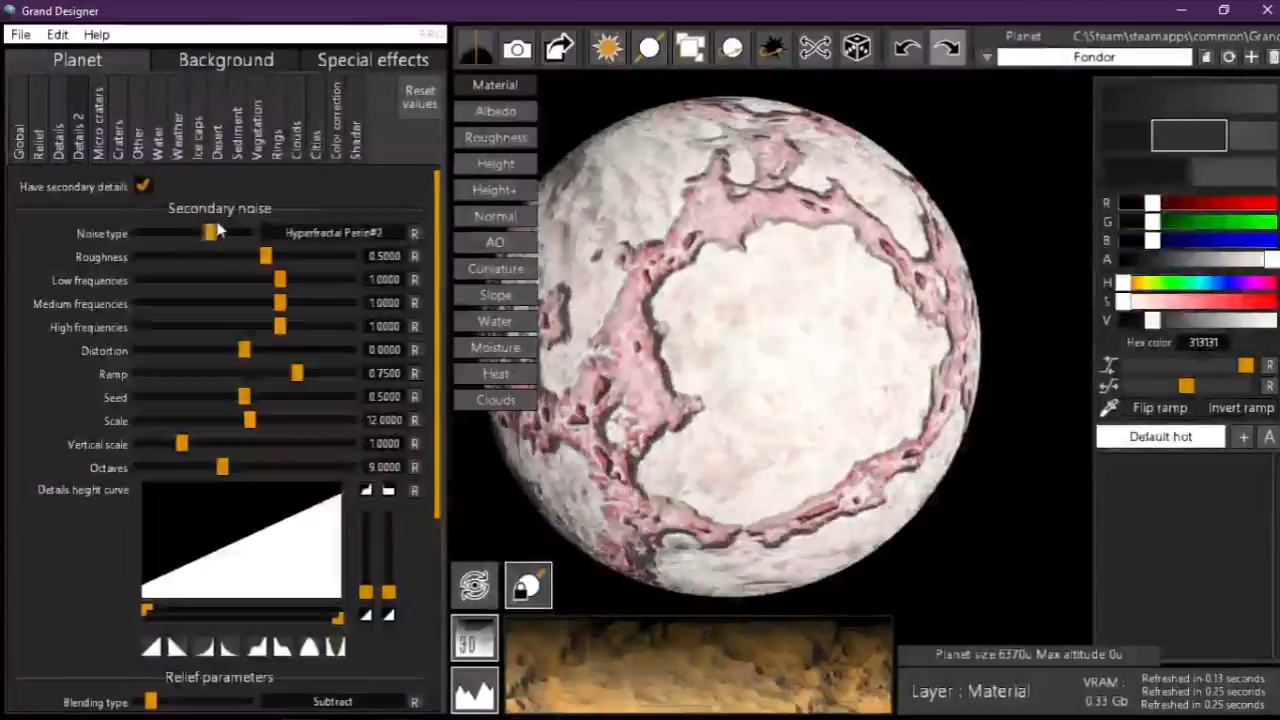 Grand Designer
File Edit Help
Planet Background Special effects
Global
Relief
Details
Details 2
Micro craters
Craters
Other
Water
Weather
Ice caps
Desert
Sediment
Vegetation
Rings
Clouds
Cities
Color correction
Shader
Reset values
Have secondary details
Secondary noise
Noise type Hyperfractal Perlin#2 R
Roughness 0.5000 R
Low frequencies 1.0000 R
Medium frequencies 1.0000 R
High frequencies 1.0000 R
Distortion 0.0000 R
Ramp 0.7500 R
Seed 0.5000 R
Scale 12.0000 R
Vertical scale 1.0000 R
Octaves 9.0000 R
Details height curve R
Relief parameters
Blending type Subtract R
Material
Albedo
Roughness
Height
Height+
Normal
AO
Curvature
Slope
Water
Moisture
Heat
Clouds
3D
Planet C:\Steam\steamapps\common\Grand
Fondor
R
G
B
A
H
S
V
Hex color 313131
R
R
Flip ramp Invert ramp
Default hot + A
Planet size:6370u Max altitude 0u
Layer : Material
VRAM :
0.33 Gb
Refreshed in 0.13 seconds
Refreshed in 0.25 seconds
Refreshed in 0.25 seconds